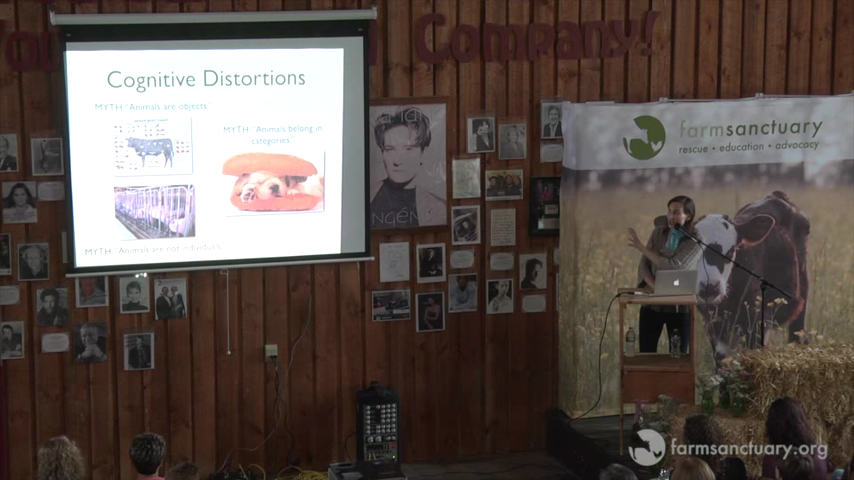 Company!
Cognitive Distortions
MYTH "Animals are objects"
MYTH "Animals belong in
categories
MYTH "Animals are not individuals
farmsanctuary
rescue • education • advocacy
farmsanctuary.org